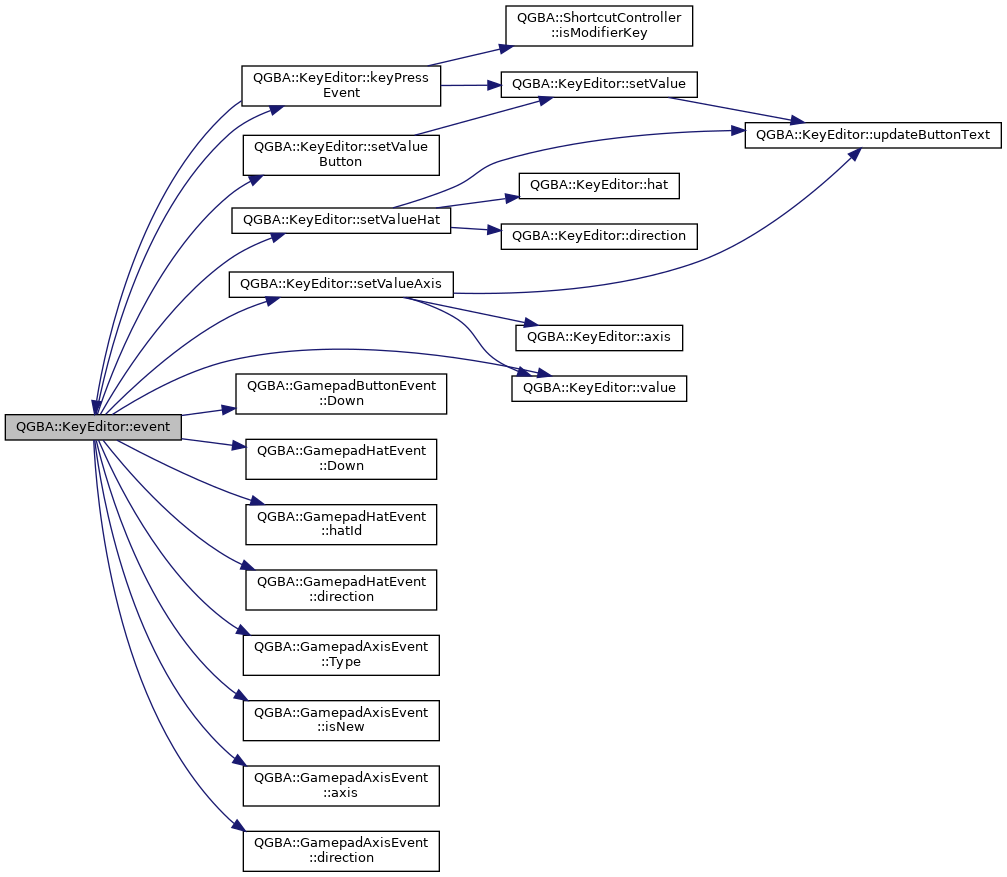 QGBA::ShortcutController
::isModifierKey
QGBA::KeyEditor::keyPress
Event
QGBA::KeyEditor::setValue
QGBA::KeyEditor::updateButtonText
QGBA::KeyEditor::setValue
Button
QGBA::KeyEditor::hat
QGBA::KeyEditor::setValueHat
QGBA::KeyEditor::direction
QGBA::KeyEditor::setValueAxis
QGBA::KeyEditor::axis
QGBA::KeyEditor::value
QGBA::GamepadButtonEvent
::Down
QGBA::KeyEditor::event
QGBA::GamepadHatEvent
::Down
QGBA::GamepadHatEvent
::hatId
QGBA::GamepadHatEvent
::direction
QGBA::GamepadAxisEvent
::Type
QGBA::GamepadAxisEvent
::isNew
QGBA::GamepadAxisEvent
::axis
QGBA::GamepadAxisEvent
::direction